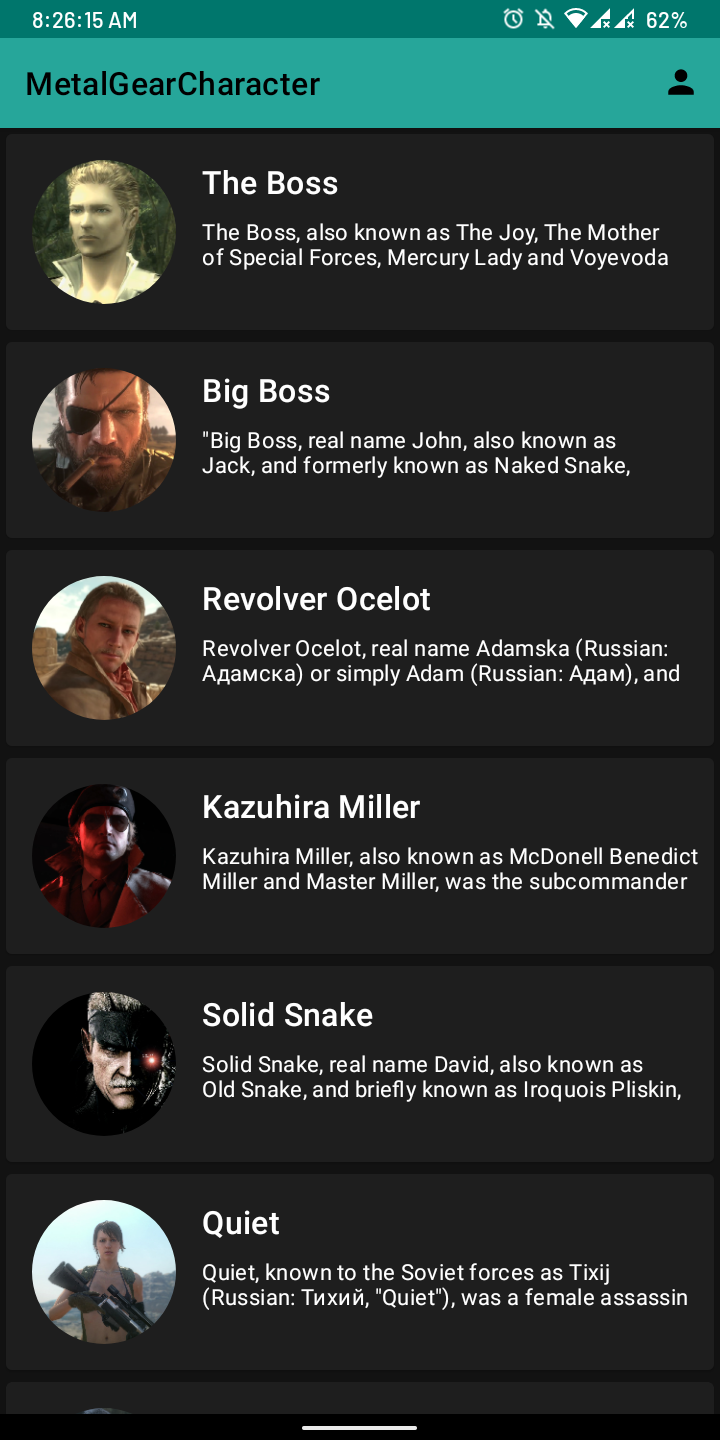 8:26:15 AM
62%
MetalGearCharacter
The Boss
The Boss, also known as The Joy, The Mother
of Special Forces, Mercury Lady and Voyevoda
Big Boss
"Big Boss, real name John, also known as
Jack, and formerly known as Naked Snake,
Revolver Ocelot
Revolver Ocelot, real name Adamska (Russian:
Адамска) or simply Adam (Russian: Адам), and
Kazuhira Miller
Kazuhira Miller, also known as McDonell Benedict
Miller and Master Miller, was the subcommander
Solid Snake
Solid Snake, real name David, also known as
Old Snake, and briefly known as Iroquois Pliskin,
Quiet
Quiet, known to the Soviet forces as Tixij
(Russian: Тихий, "Quiet"), was a female assassin